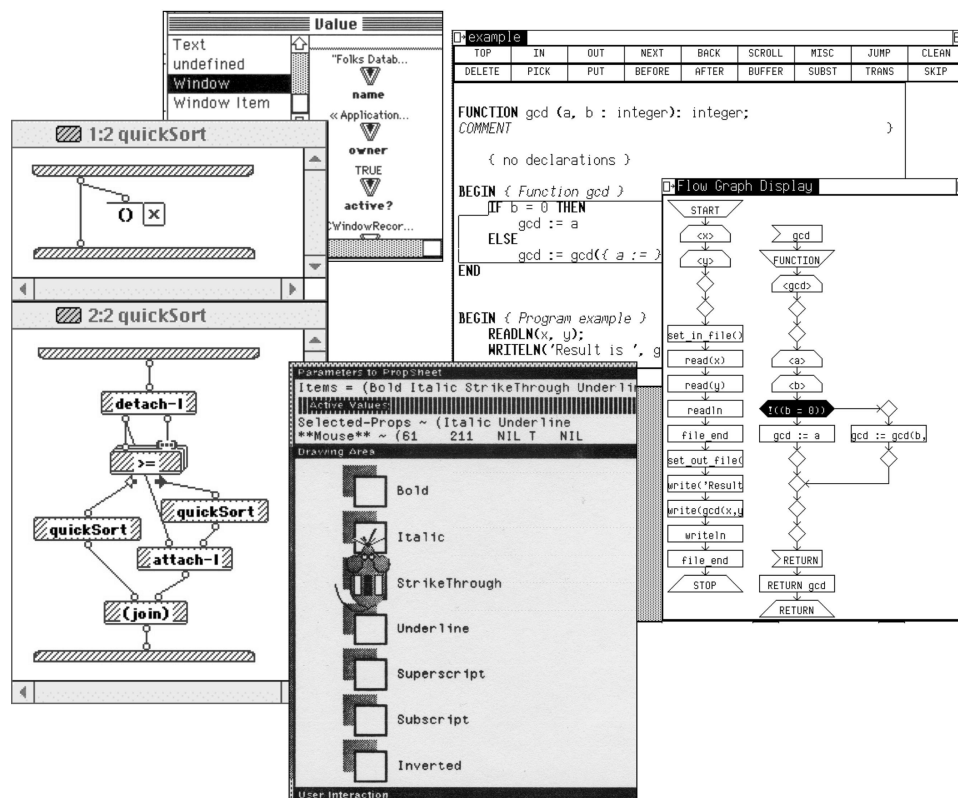 Value
Text
undefined
Window
Window Item
"Folks Datab...
name
«Application...
owner
TRUE
active?
CWindowRecor...
1:2 quickSort
()
X
2:2 quickSort
detach-l
>=
quickSort
quickSort
attach-l
(join)
example
TOP IN OUT NEXT BACK SCROLL MISC JUMP CLEAN
DELETE PICK PUT BEFORE AFTER BUFFER SUBST TRANS SKIP
FUNCTION gcd (a, b : integer): integer;
COMMENT }
{ no declarations }
BEGIN { Function gcd }
IF b = 0 THEN
gcd := a
ELSE
gcd := gcd({ a := }
END
BEGIN { Program example }
READLN(x, y);
WRITELN('Result is ', g
Flow Graph Display
START
<x>
<y>
set_in_file()
read(x)
read(y)
readln
file_end
set_out_file(
write('Result
write(gcd(x,y
writeln
file_end
STOP
gcd
FUNCTION
<gcd>
<a>
<b>
!((b = 0))
gcd := a
gcd := gcd(b,
RETURN
RETURN gcd
RETURN
Parameters to PropSheet
Items = (Bold Italic StrikeThrough Underlin
Active Values
Selected-Props ~ (Italic Underline
**Mouse** ~ (61 211 NIL T NIL
Drawing Area
Bold
Italic
StrikeThrough
Underline
Superscript
Subscript
Inverted
User Interaction